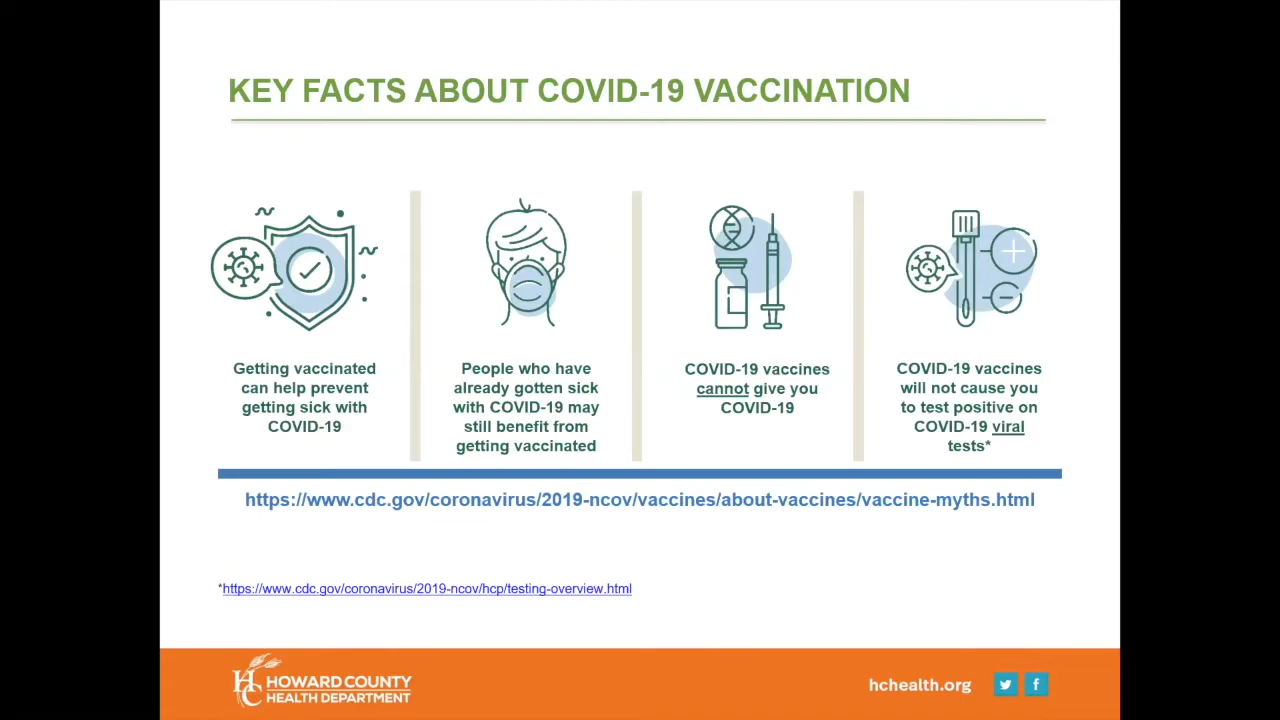 KEY FACTS ABOUT COVID-19 VACCINATION
Getting vaccinated
can help prevent
getting sick with
COVID-19
People who have
already gotten sick
with COVID-19 may
still benefit from
getting vaccinated
COVID-19 vaccines
cannot give you
COVID-19
COVID-19 vaccines
will not cause you
to test positive on
COVID-19 viral
tests*
https://www.cdc.gov/coronavirus/2019-ncov/vaccines/about-vaccines/vaccine-myths.html
*https://www.cdc.gov/coronavirus/2019-ncov/hcp/testing-overview.html
HC HOWARD COUNTY
HEALTH DEPARTMENT
hchealth.org